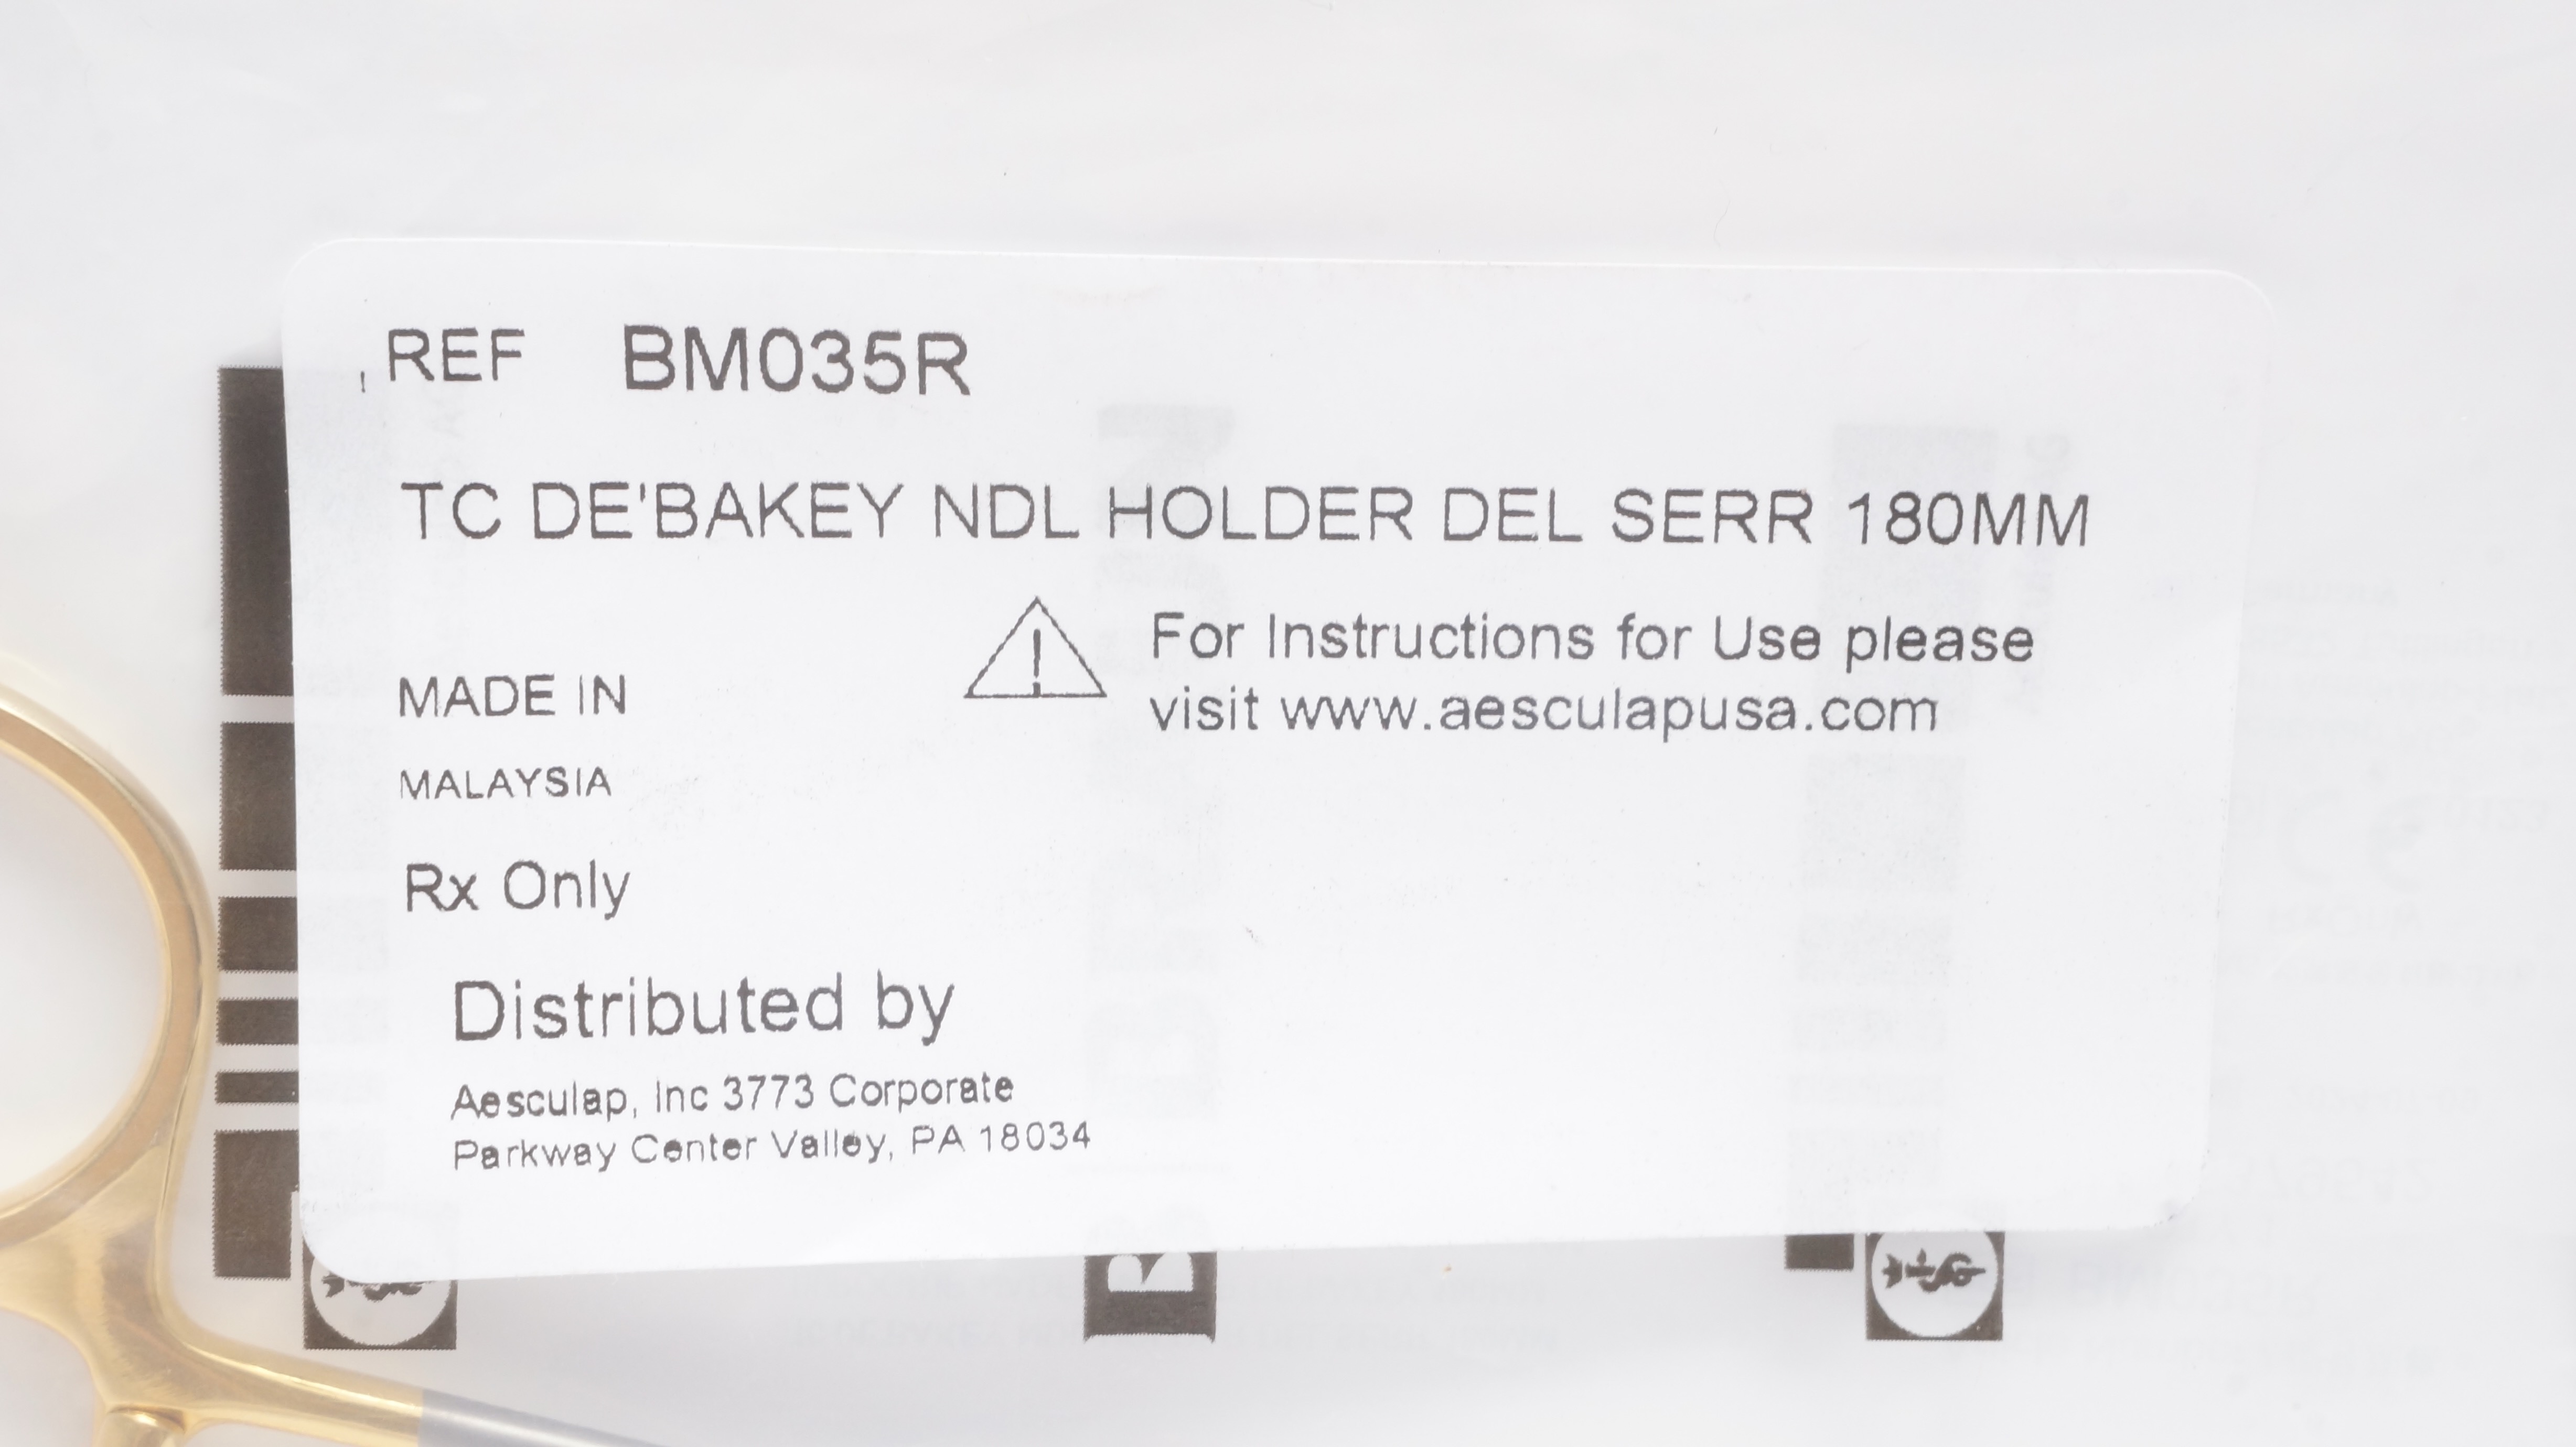 REF BM035R
TC DE'BAKEY NDL HOLDER DEL SERR 180MM
For Instructions for Use please
visit www.aesculapusa.com
MADE IN
MALAYSIA
Rx Only
Distributed by
Aesculap, Inc 3773 Corporate
Parkway Center Valley, PA 18034
B